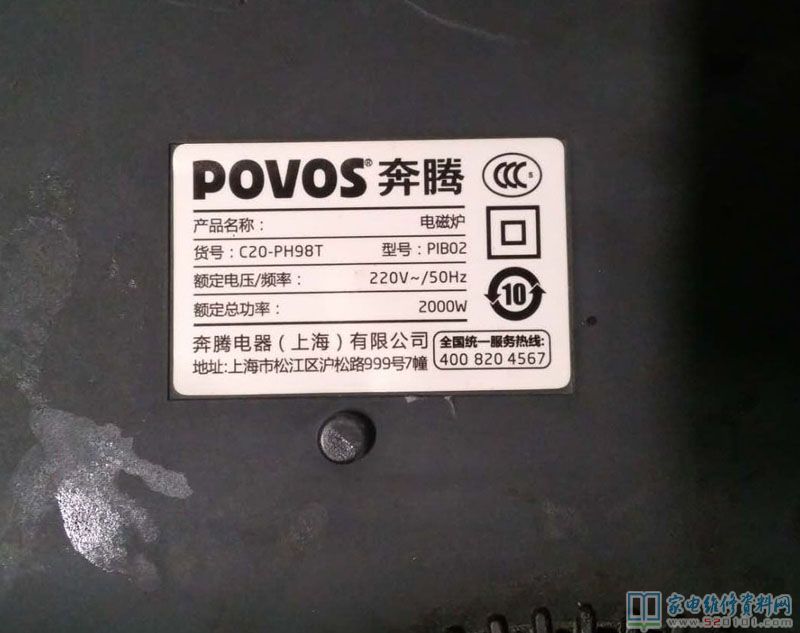 POVOS® 奔腾
CCC S
产品名称： 电磁炉
货号：C20-PH98T 型号：PIB02
额定电压/频率： 220V~/50Hz
10
额定总功率： 2000W
奔腾电器（上海）有限公司
地址:上海市松江区沪松路999号7幢
全国统一服务热线:
400 820 4567
家电维修资料网
www.520101.com